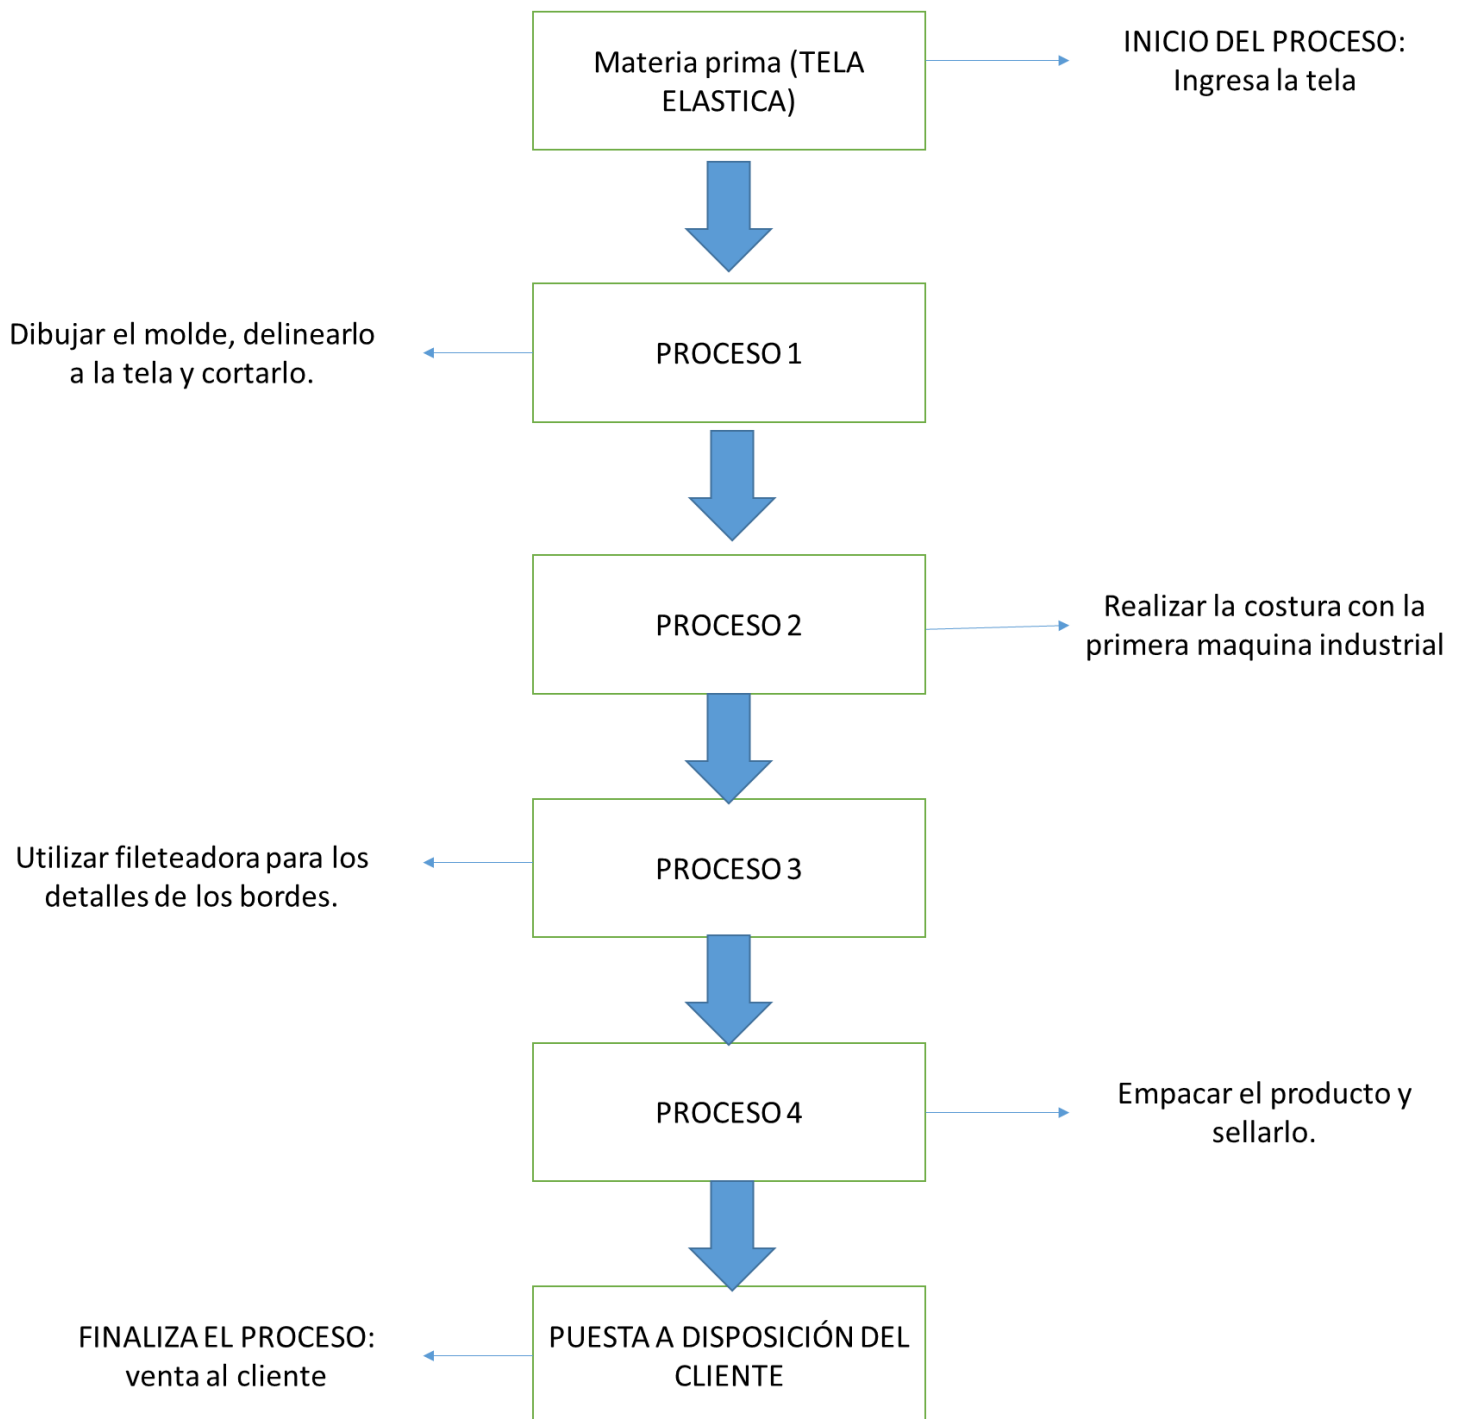 Materia prima (TELA
ELASTICA)
INICIO DEL PROCESO:
Ingresa la tela
Dibujar el molde, delinearlo
a la tela y cortarlo.
PROCESO 1
PROCESO 2
Realizar la costura con la
primera maquina industrial
Utilizar fileteadora para los
detalles de los bordes.
PROCESO 3
PROCESO 4
Empacar el producto y
sellarlo.
FINALIZA EL PROCESO:
venta al cliente
PUESTA A DISPOSICIÓN DEL
CLIENTE